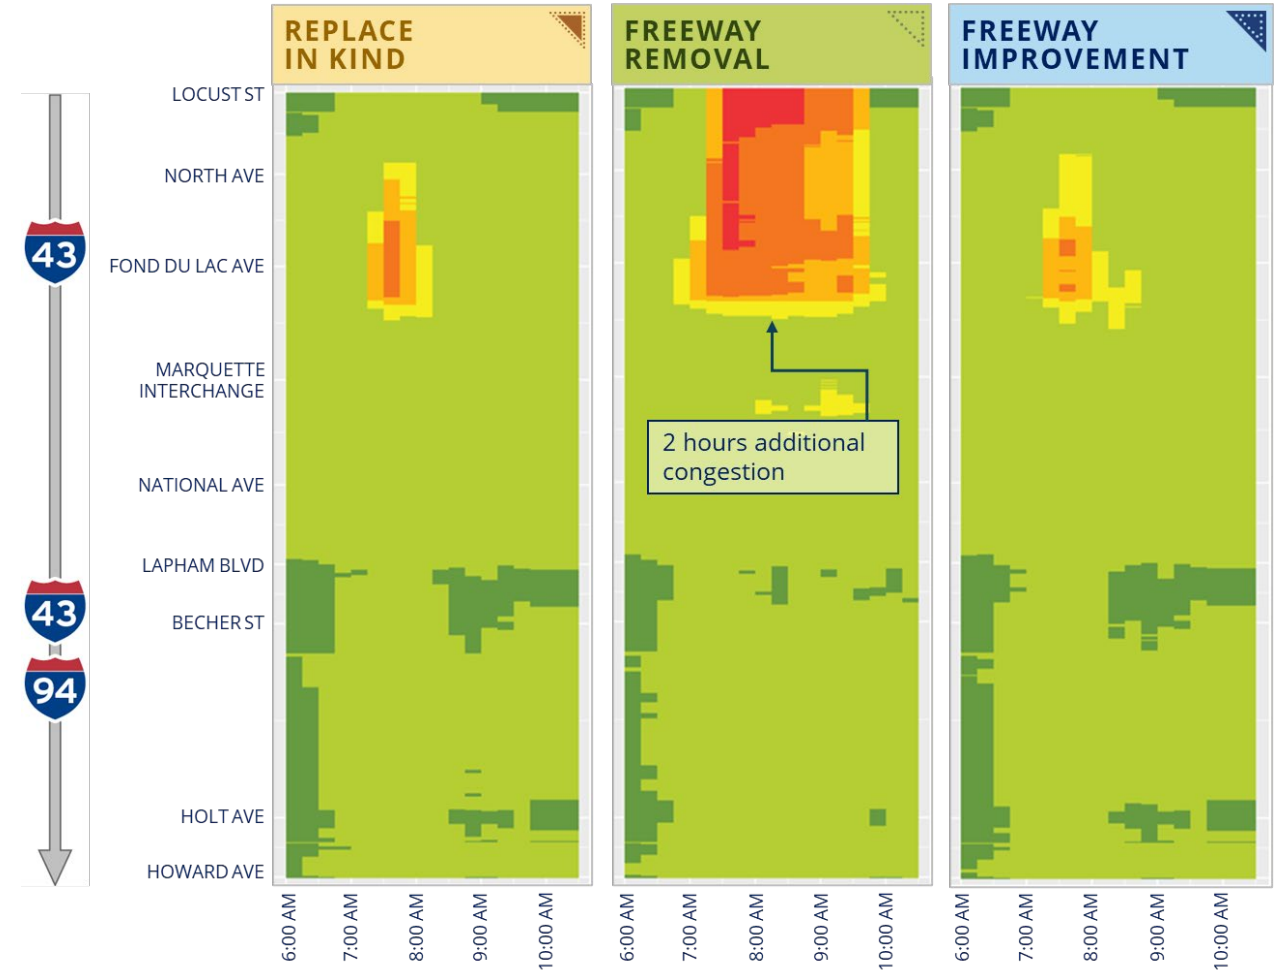 REPLACE
IN KIND
FREEWAY
REMOVAL
FREEWAY
IMPROVEMENT
LOCUST ST
NORTH AVE
43
FOND DU LAC AVE
MARQUETTE
INTERCHANGE
2 hours additional
congestion
NATIONAL AVE
LAPHAM BLVD
43
BECHER ST
94
HOLT AVE
HOWARD AVE
6:00 AM
7:00 AM
8:00 AM
9:00 AM
10:00 AM
6:00 AM
7:00 AM
8:00 AM
9:00 AM
10:00 AM
6:00 AM
7:00 AM
8:00 AM
9:00 AM
10:00 AM